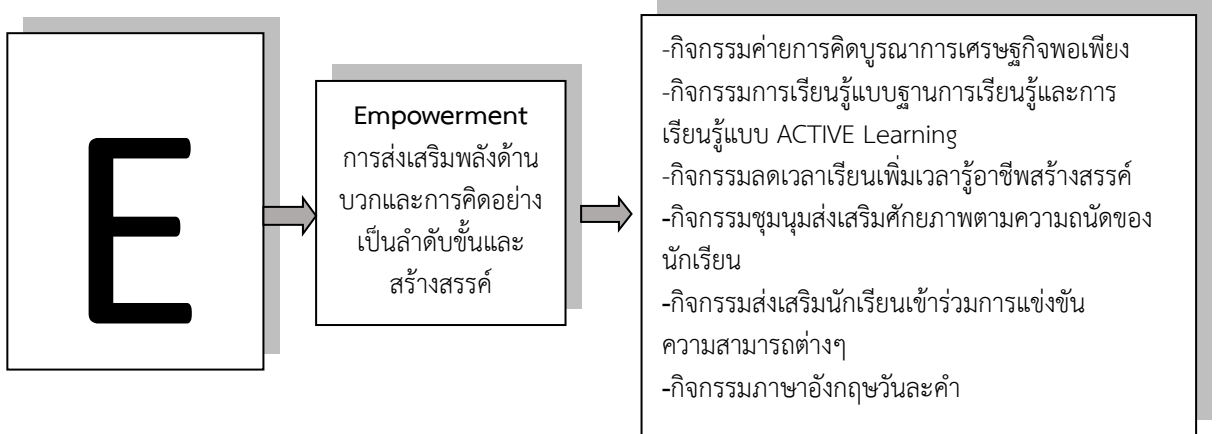 E
Empowerment
การส่งเสริมพลังด้าน
บวกและการคิดอย่าง
เป็นลำดับขั้นและ
สร้างสรรค์
-กิจกรรมค่ายการคิดบูรณาการเศรษฐกิจพอเพียง
-กิจกรรมการเรียนรู้แบบฐานการเรียนรู้และการ
เรียนรู้แบบ ACTIVE Learning
-กิจกรรมลดเวลาเรียนเพิ่มเวลารู้อาชีพสร้างสรรค์
-กิจกรรมชุมนุมส่งเสริมศักยภาพตามความถนัดของ
นักเรียน
-กิจกรรมส่งเสริมนักเรียนเข้าร่วมการแข่งขัน
ความสามารถต่างๆ
-กิจกรรมภาษาอังกฤษวันละคำ